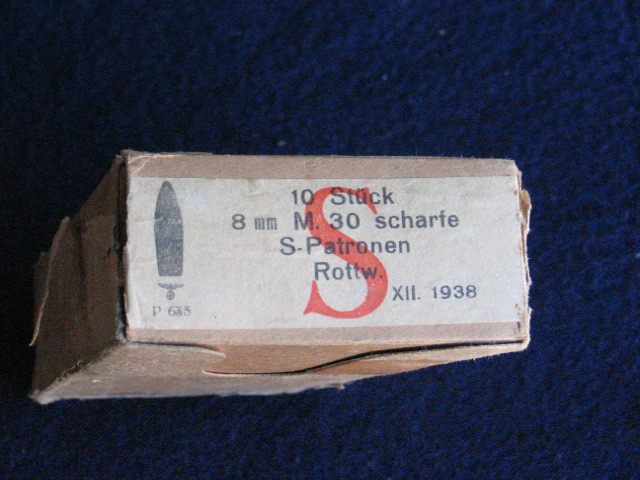 10 Stück
8 mm M. 30 scharfe
S-Patronen
Rottw.
XII. 1938
S
P 635